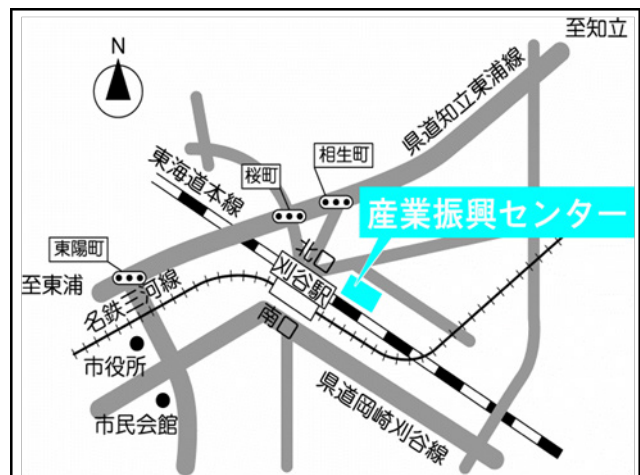 至知立
N
県道知立東浦線
相生町
桜町
東海道本線
産業振興センター
北口
東陽町
刈谷駅
至東浦
名鉄三河線
南口
市役所
県道岡崎刈谷線
市民会館